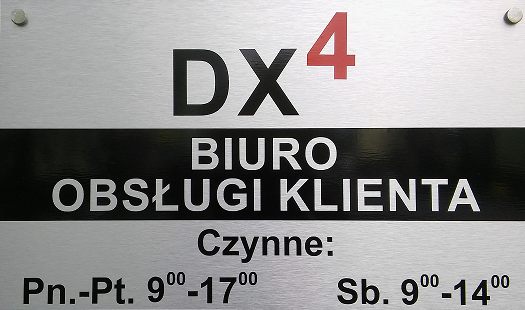 DX⁴
BIURO
OBSŁUGI KLIENTA
Czynne:
Pn.-Pt. 9⁰⁰-17⁰⁰ Sb. 9⁰⁰-14⁰⁰